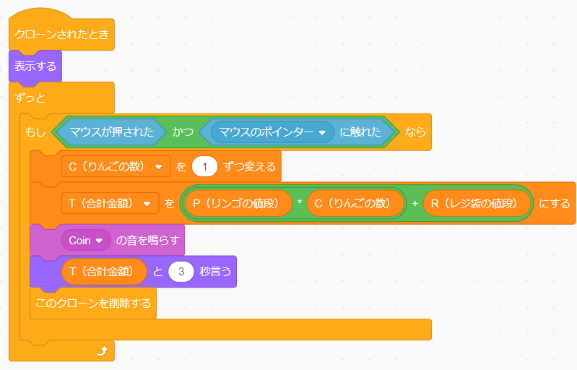 クローンされたとき
表示する
ずっと
もし マウスが押された かつ マウスのポインター に触れた なら
C（りんごの数） を 1 ずつ変える
T（合計金額） を P（リンゴの値段） * C（りんごの数） + R（レジ袋の値段） にする
Coin の音を鳴らす
T（合計金額） と 3 秒言う
このクローンを削除する